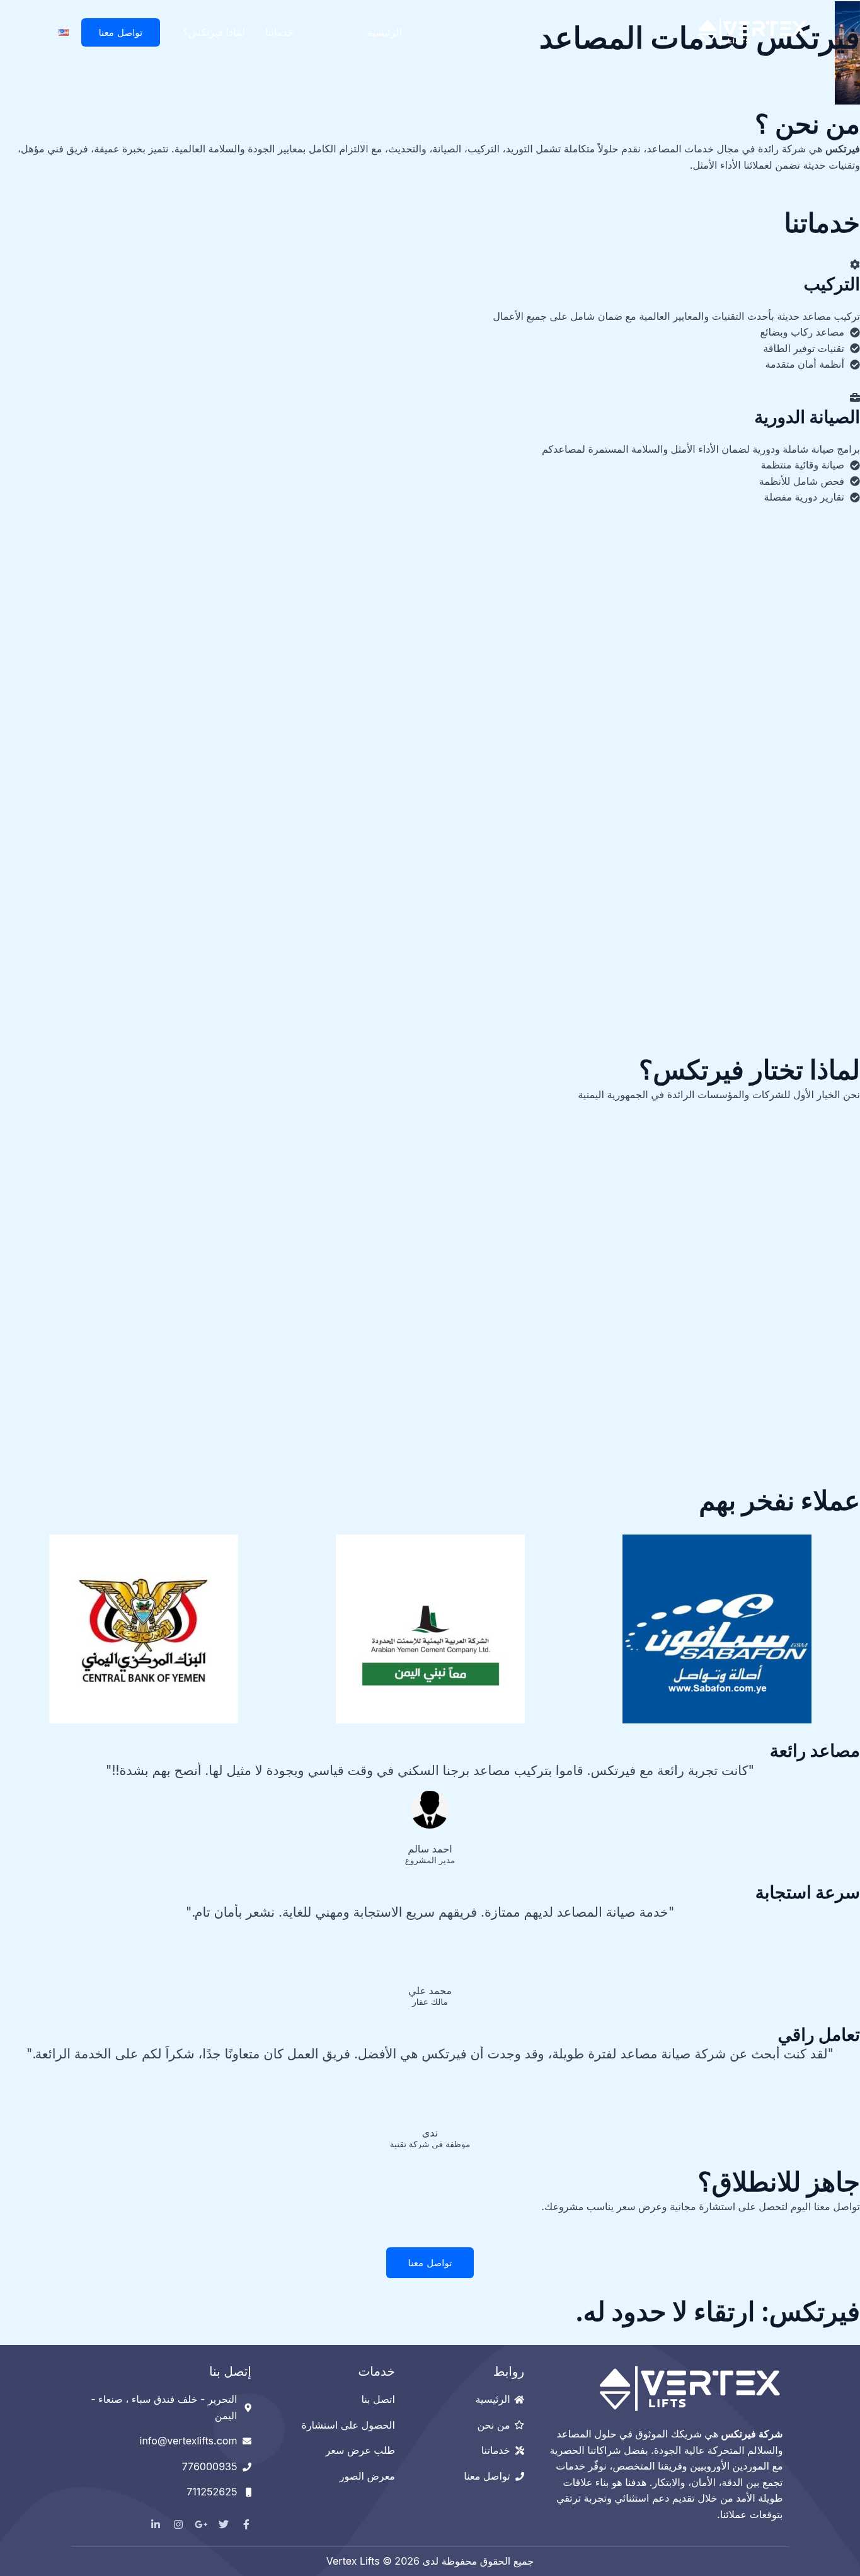 VERTEX
LIFTS
الرئيسية
خدماتنا
لماذا فيرتكس؟
تواصل معنا
فيرتكس لخدمات المصاعد
من نحن ؟
فيرتكس هي شركة رائدة في مجال خدمات المصاعد، نقدم حلولاً متكاملة تشمل التوريد، التركيب، الصيانة، والتحديث، مع الالتزام الكامل بمعايير الجودة والسلامة العالمية. نتميز بخبرة عميقة، فريق فني مؤهل،
وتقنيات حديثة تضمن لعملائنا الأداء الأمثل.
خدماتنا
التركيب
تركيب مصاعد حديثة بأحدث التقنيات والمعايير العالمية مع ضمان شامل على جميع الأعمال
مصاعد ركاب وبضائع
تقنيات توفير الطاقة
أنظمة أمان متقدمة
الصيانة الدورية
برامج صيانة شاملة ودورية لضمان الأداء الأمثل والسلامة المستمرة لمصاعدكم
صيانة وقائية منتظمة
فحص شامل للأنظمة
تقارير دورية مفصلة
لماذا تختار فيرتكس؟
نحن الخيار الأول للشركات والمؤسسات الرائدة في الجمهورية اليمنية
عملاء نفخر بهم
سبأفون
GSM
أصالة وتواصل
www.Sabafon.com.ye
الشركة العربية اليمنية للإسمنت المحدودة
Arabian Yemen Cement Company Ltd.
معاً نبني اليمن
البنك المركزي اليمني
CENTRAL BANK OF YEMEN
مصاعد رائعة
"كانت تجربة رائعة مع فيرتكس. قاموا بتركيب مصاعد برجنا السكني في وقت قياسي وبجودة لا مثيل لها. أنصح بهم بشدة!!"
احمد سالم
مدير المشروع
سرعة استجابة
"خدمة صيانة المصاعد لديهم ممتازة. فريقهم سريع الاستجابة ومهني للغاية. نشعر بأمان تام."
محمد علي
مالك عقار
تعامل راقي
"لقد كنت أبحث عن شركة صيانة مصاعد لفترة طويلة، وقد وجدت أن فيرتكس هي الأفضل. فريق العمل كان متعاونًا جدًا، شكراً لكم على الخدمة الرائعة."
ندى
موظفة في شركة تقنية
جاهز للانطلاق؟
تواصل معنا اليوم لتحصل على استشارة مجانية وعرض سعر يناسب مشروعك.
تواصل معنا
فيرتكس: ارتقاء لا حدود له.
VERTEX
LIFTS
شركة فيرتكس هي شريكك الموثوق في حلول المصاعد
والسلالم المتحركة عالية الجودة. بفضل شراكاتنا الحصرية
مع الموردين الأوروبيين وفريقنا المتخصص، نوفّر خدمات
تجمع بين الدقة، الأمان، والابتكار. هدفنا هو بناء علاقات
طويلة الأمد من خلال تقديم دعم استثنائي وتجربة ترتقي
بتوقعات عملائنا.
روابط
الرئيسية
من نحن
خدماتنا
تواصل معنا
خدمات
اتصل بنا
الحصول على استشارة
طلب عرض سعر
معرض الصور
إتصل بنا
التحرير - خلف فندق سباء ، صنعاء -
اليمن
info@vertexlifts.com
776000935
711252625
جميع الحقوق محفوظة لدى Vertex Lifts © 2026